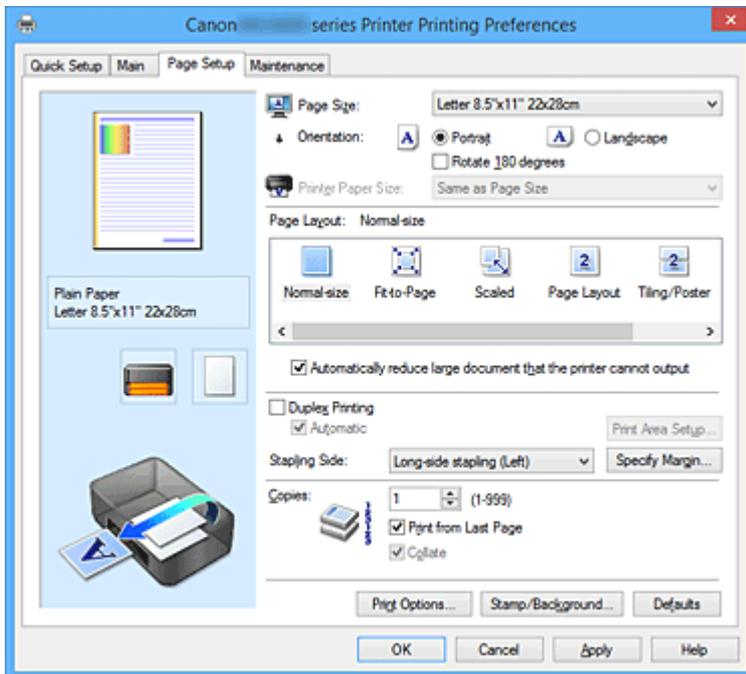 Canon series Printer Printing Preferences
Quick Setup Main Page Setup Maintenance
Page Size: Letter 8.5"x11" 22x28cm
Orientation: A Portrait A Landscape
Rotate 180 degrees
Printer Paper Size: Same as Page Size
Page Layout: Normal-size
2 2
Normal-size Fit-to-Page Scaled Page Layout Tiling/Poster
Plain Paper
Letter 8.5"x11" 22x28cm
Automatically reduce large document that the printer cannot output
Duplex Printing
Automatic
Print Area Setup...
Stapling Side: Long-side stapling (Left) Specify Margin...
Copies: 1 (1-999)
Print from Last Page
Collate
A
Print Options... Stamp/Background... Defaults
OK Cancel Apply Help